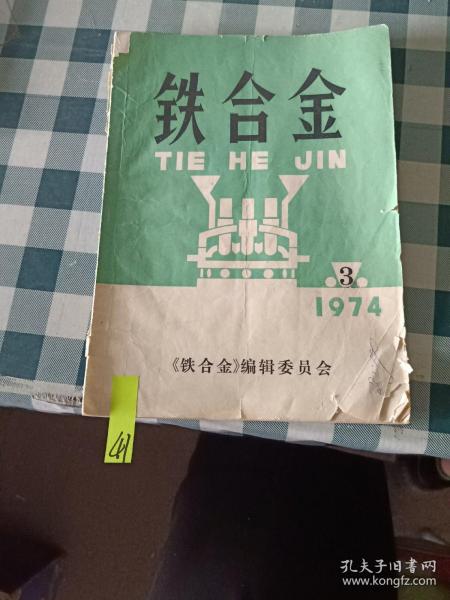 铁合金
TIE HE JIN
3
1974
《铁合金》编辑委员会
孔夫子旧书网
www.kongfz.com